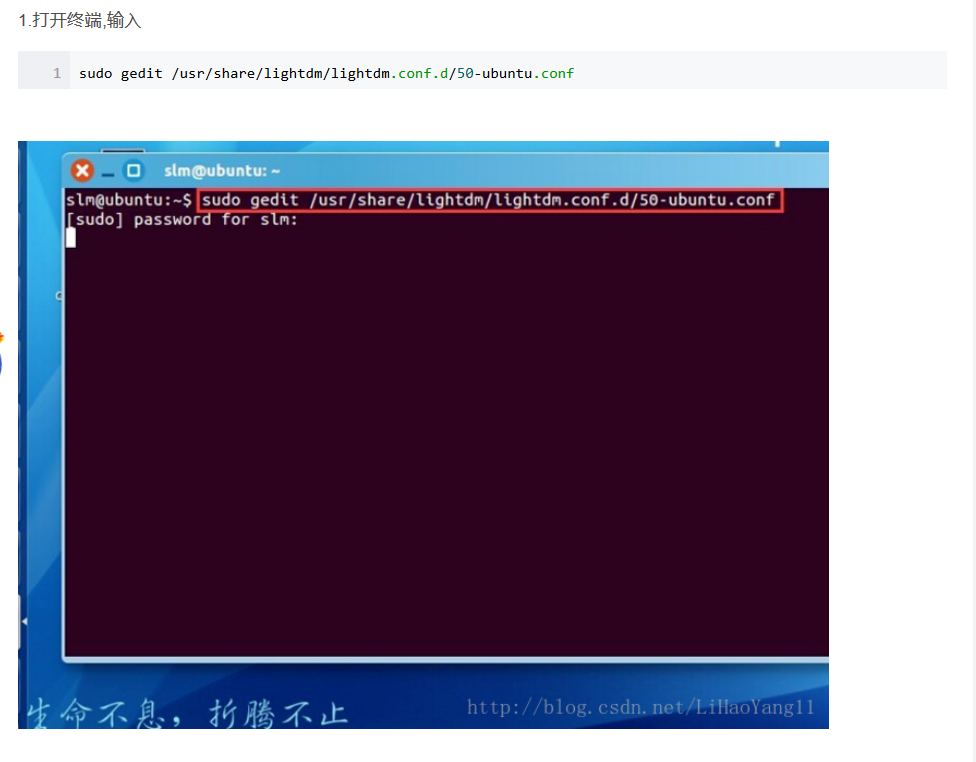 1.打开终端,输入
1 sudo gedit /usr/share/lightdm/lightdm.conf.d/50-ubuntu.conf
slm@ubuntu: ~
slm@ubuntu:~$ sudo gedit /usr/share/lightdm/lightdm.conf.d/50-ubuntu.conf
[sudo] password for slm:
生命不息，折腾不止
http://blog.csdn.net/LiHaoYang11